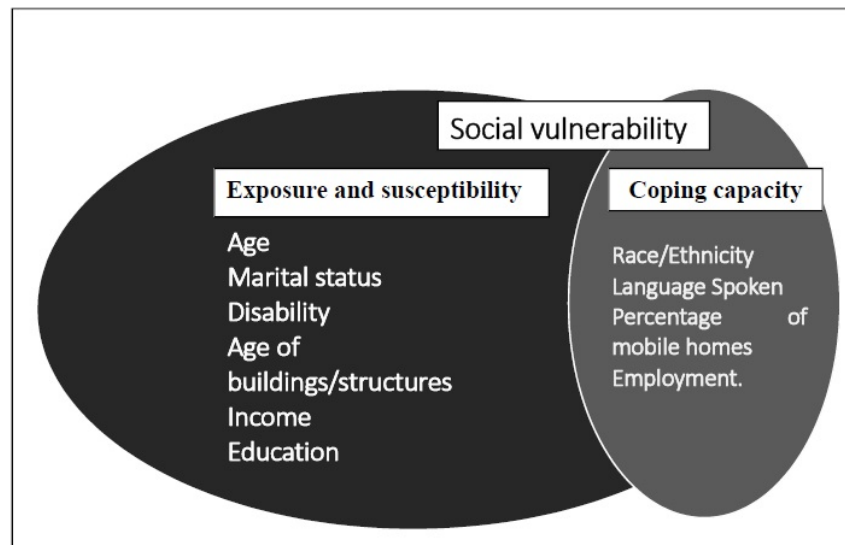 Social vulnerability
Exposure and susceptibility
Age
Marital status
Disability
Age of
buildings/structures
Income
Education
Coping capacity
Race/Ethnicity
Language Spoken
Percentage of
mobile homes
Employment.